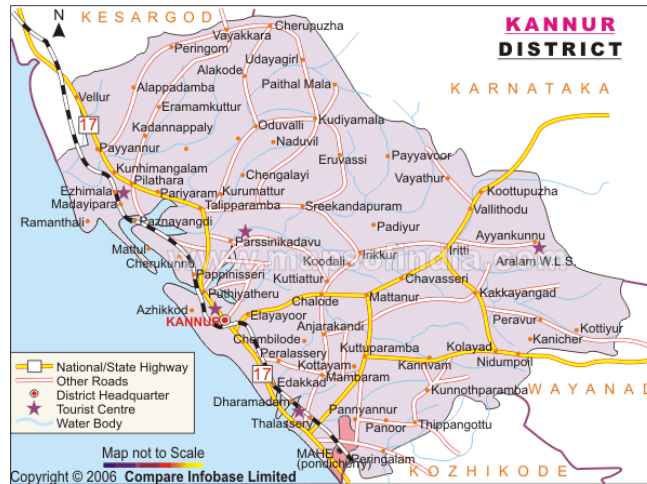 KESARGOD
KANNUR
DISTRICT
N
Cherupuzha
Vayakkara
Peringom
Udayagiri
Alakode
Paithal Mala
KARNATAKA
Alappadamba
Vellur
Eramamkuttur
17
Kadannappaly
Oduvalli
Kudiyamala
Naduvil
Payyannur
Eruvassi
Payyavoor
Kunhimangalam
Chengalayi
Vayathur
Pilathara
Ezhimala
Pariyaram
Kurumattur
Koottupuzha
Madayipara
Talipparamba
Sreekandapuram
Vallithodu
Ramanthali
Paznayangdi
Padiyur
Ayyankunnu
Parssinikadavu
Mattul
Iritti
Irikkur
Aralam W.L.S.
www.mapsofindia.com
Cherukunnu
Koodali
Pappinisseri
Kuttiattur
Chavasseri
Puthiyatheru
Chalode
Mattanur
Kakkayangad
Azhikkod
KANNUR
Elayavoor
Peravur
Kottiyur
Anjarakandi
Chembilode
Kanicher
Peralassery
Kuttuparamba
Kolayad
Nidumpoil
Kottayam
Kannvam
17
Mambaram
Edakkad
Kunnothparamba
WAYANAD
Dharamadam
Pannyannur
Thalassery
Panoor
Thippangottu
MAHE
(pondicherry)
Peringalam
KOZHIKODE
National/State Highway
Other Roads
District Headquarter
Tourist Centre
Water Body
Map not to Scale
Copyright © 2006 Compare Infobase Limited